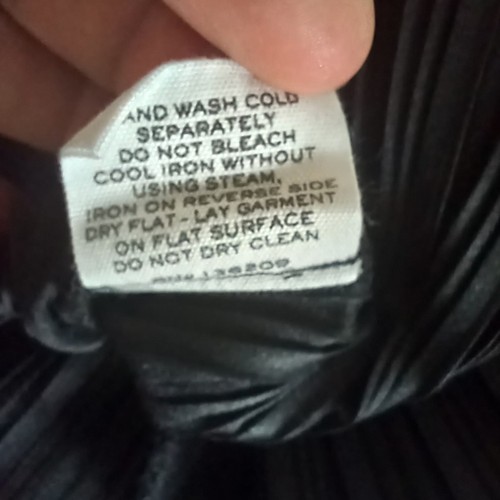 AND WASH COLD
SEPARATELY
DO NOT BLEACH
COOL IRON WITHOUT
USING STEAM.
IRON ON REVERSE SIDE
DRY FLAT - LAY GARMENT
ON FLAT SURFACE
DO NOT DRY CLEAN
136209